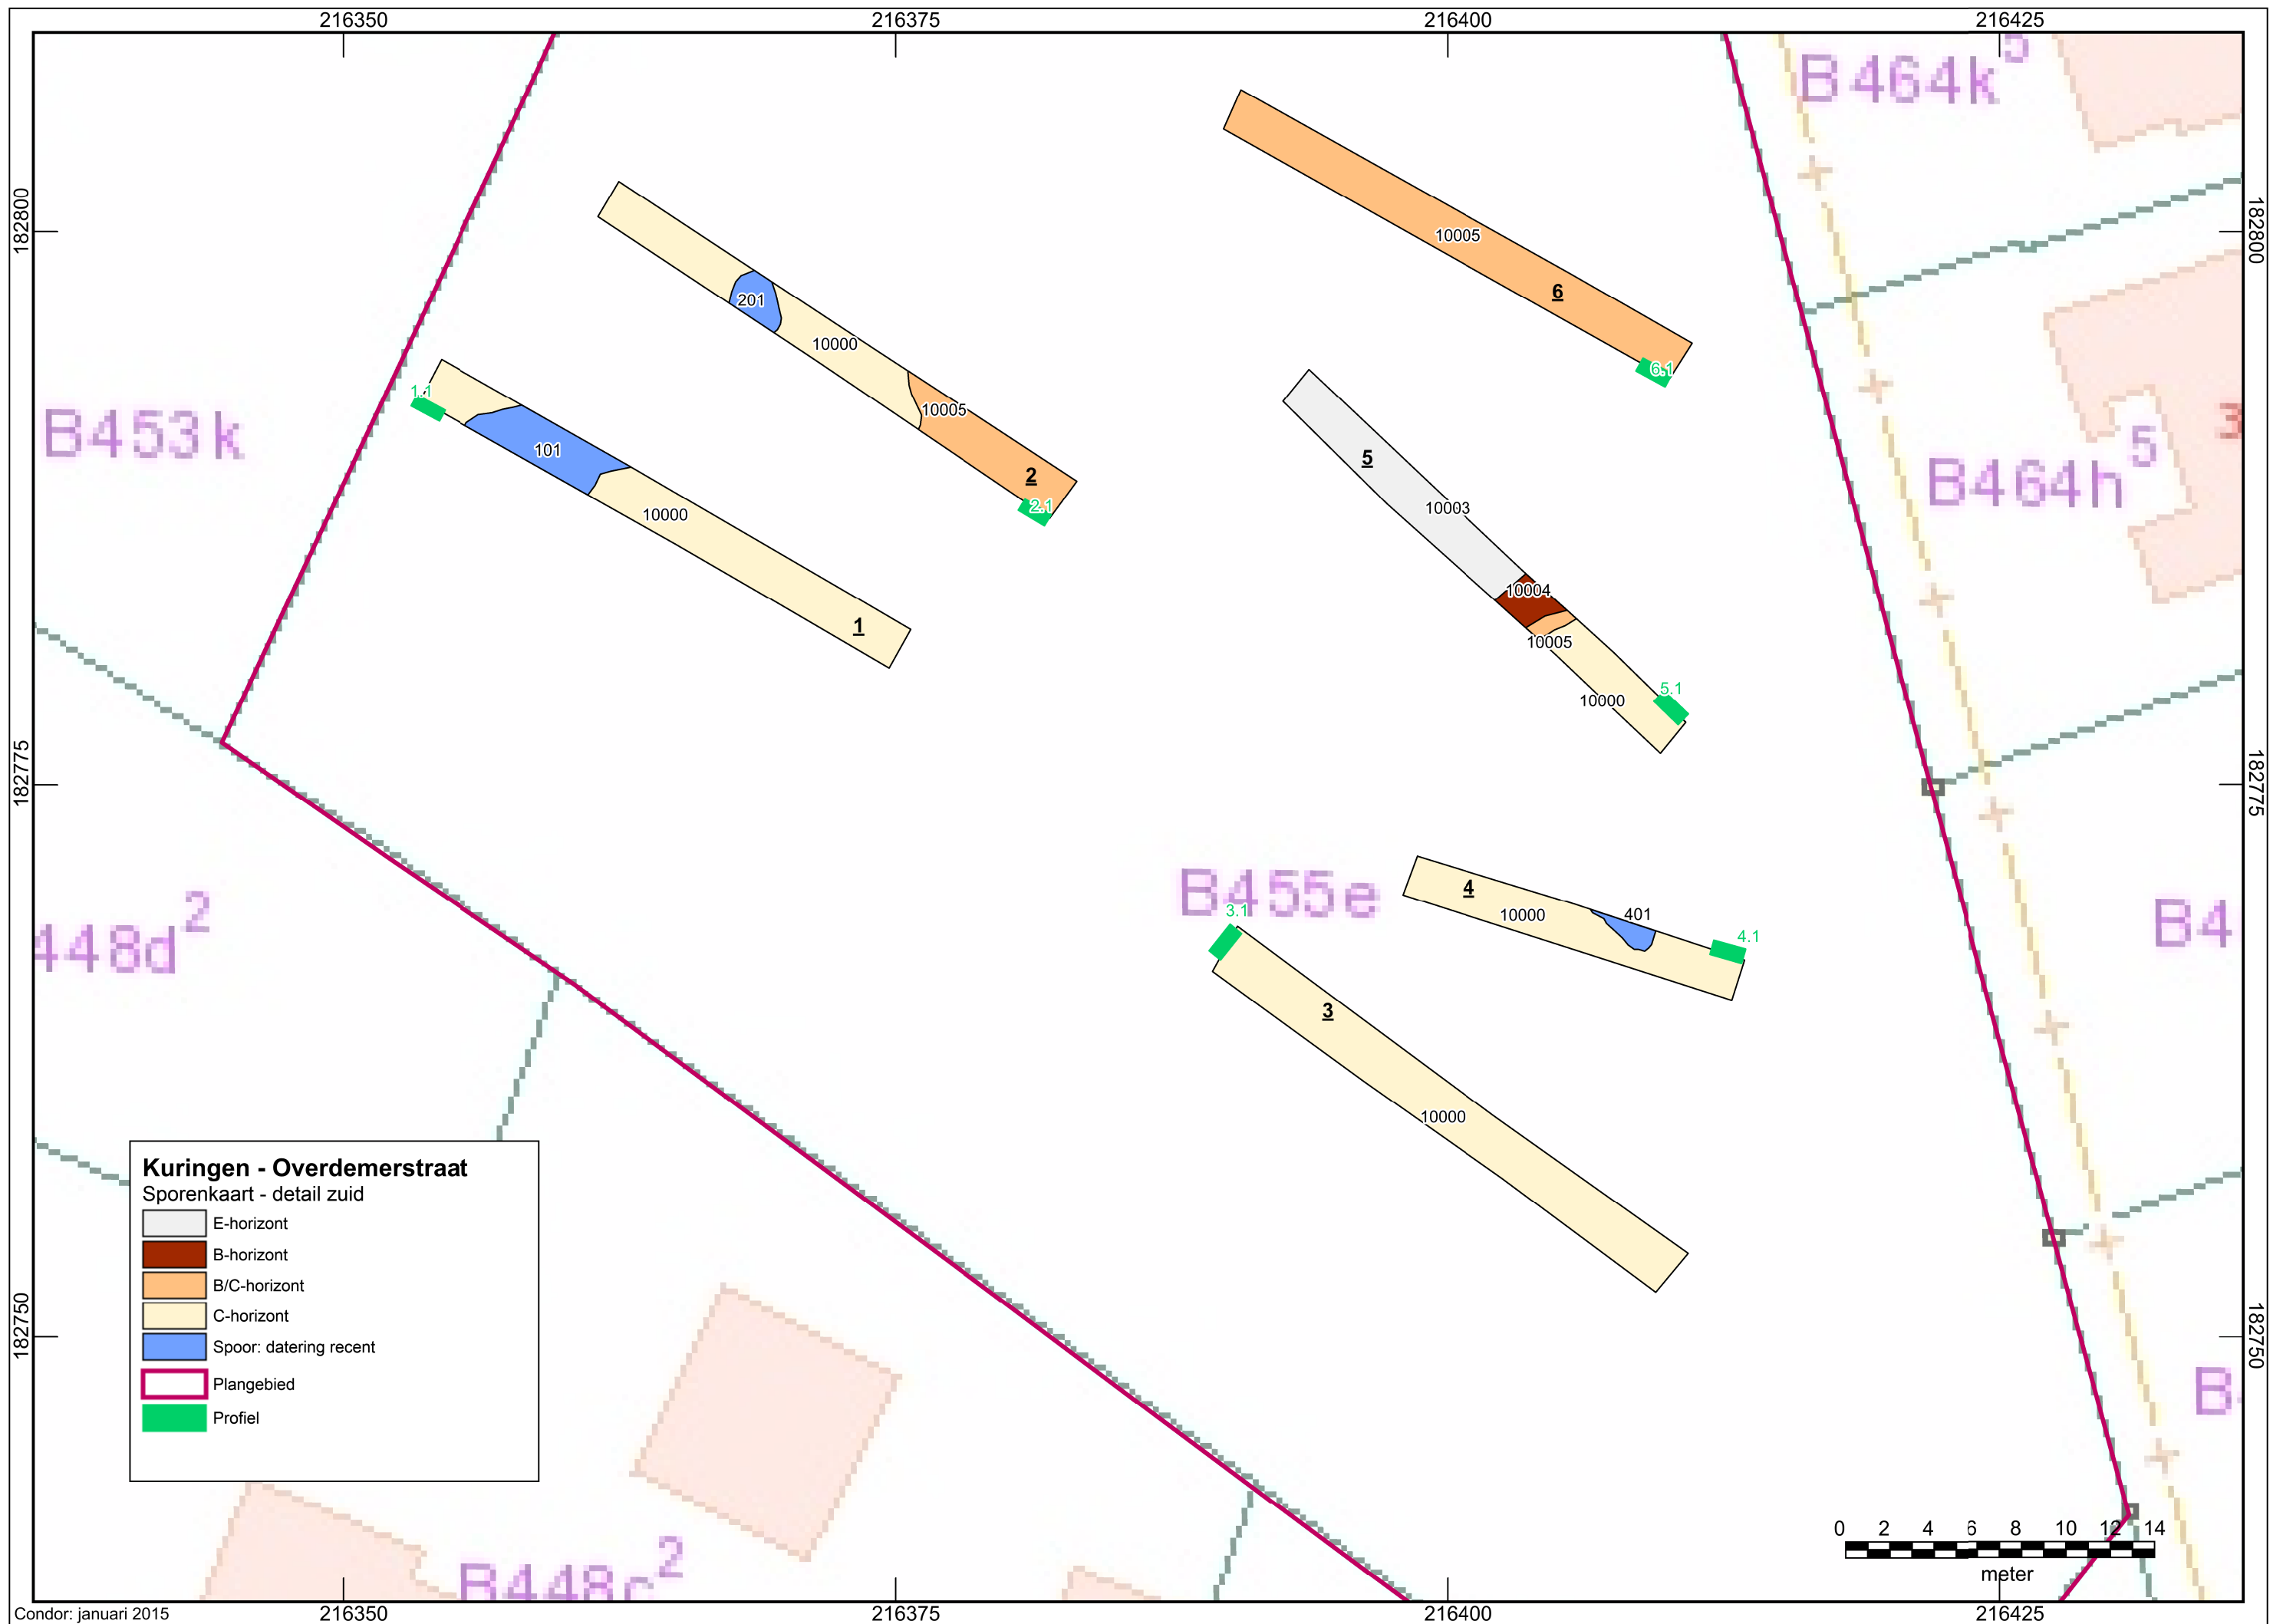 216350 216375 216400 216425
B464k 5
182800
182800
10005
6
201
10000
6.1
1.1
10005
B453k
101
2
5
2.1
B464h 5
10003
10000
10004
1
10005
5.1
10000
182775
182775
4
B455e
10000
401
3.1
4.1
448d 2
B4
3
10000
Kuringen - Overdemerstraat
Sporenkaart - detail zuid
E-horizont
B-horizont
B/C-horizont
C-horizont
Spoor: datering recent
Plangebied
Profiel
182750
182750
B
0 2 4 6 8 10 12 14
meter
Condor: januari 2015
216350 216375 216400 216425